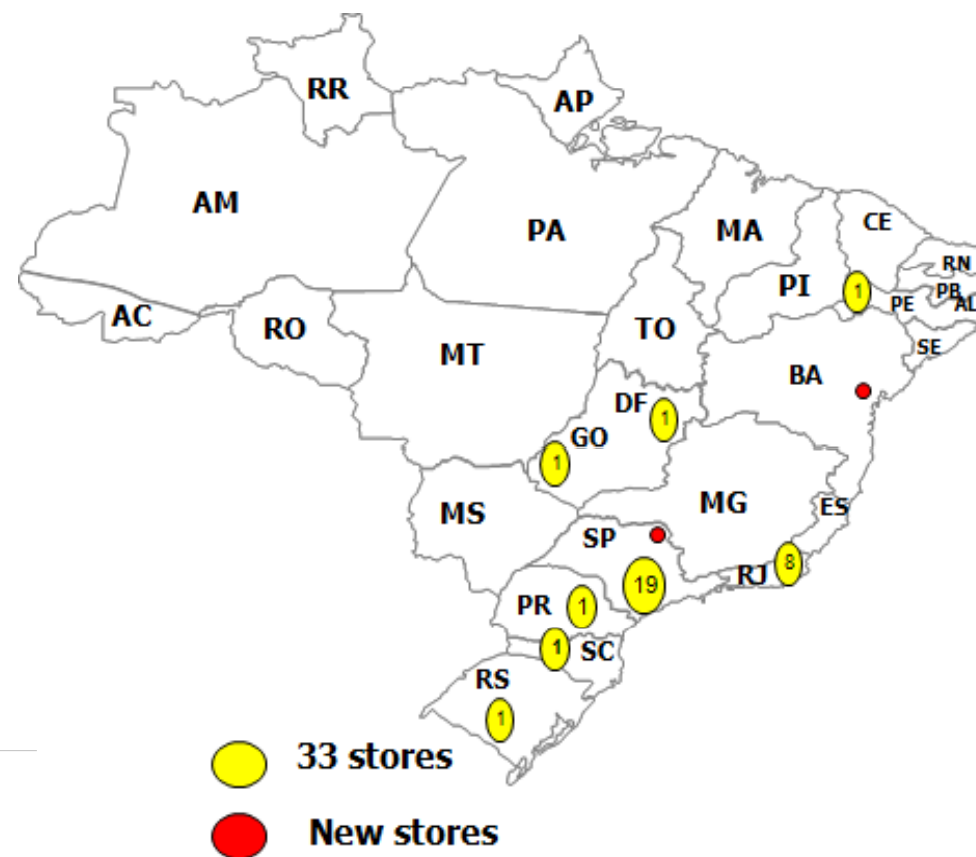 RR
AP
AM
PA
MA
CE
RN
PI
1
PB
PE
AL
AC
RO
MT
TO
SE
BA
DF
1
GO
1
MS
MG
ES
SP
RJ
8
19
PR
1
1
SC
RS
1
33 stores
New stores